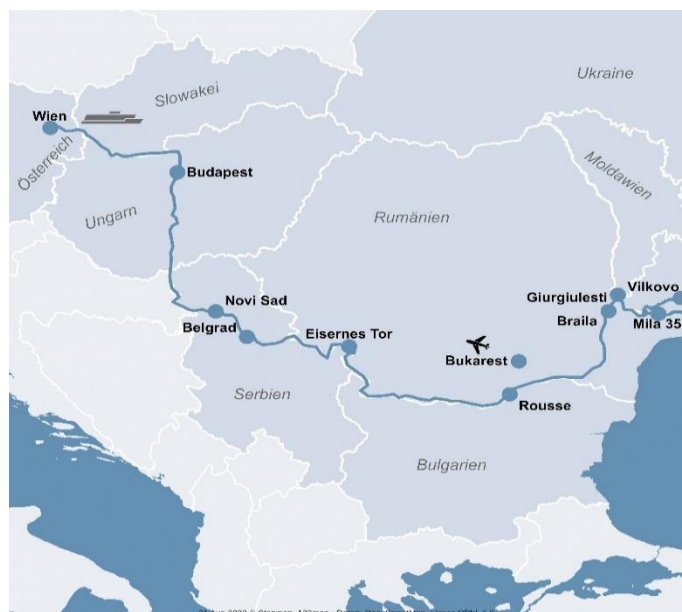 Ukraine
Slowakei
Wien
Österreich
Moldawien
Budapest
Ungarn
Rumänien
Vilkovo
Novi Sad
Giurgiulesti
Braila
Mila 35
Belgrad
Eisernes Tor
Bukarest
Serbien
Rousse
Bulgarien